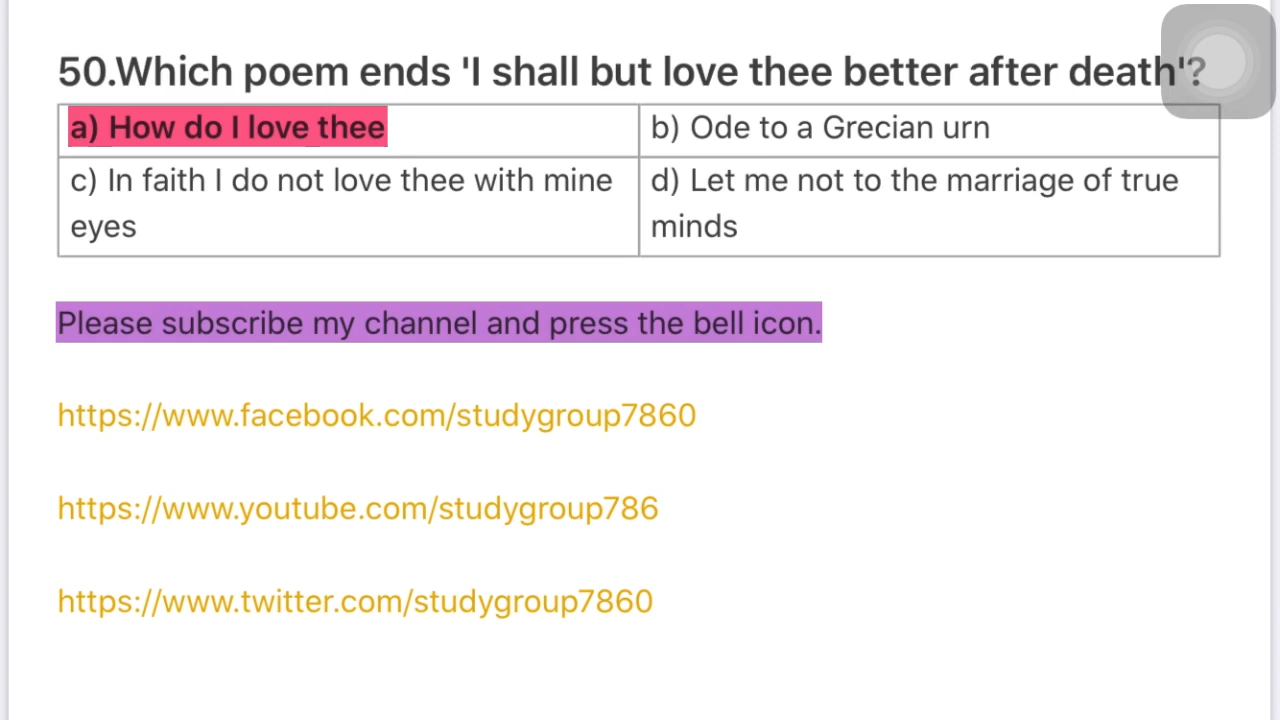 50.Which poem ends 'I shall but love thee better after death'?
a) How do I love thee
b) Ode to a Grecian urn
c) In faith I do not love thee with mine
eyes
d) Let me not to the marriage of true
minds
Please subscribe my channel and press the bell icon.
https://www.facebook.com/studygroup7860
https://www.youtube.com/studygroup786
https://www.twitter.com/studygroup7860